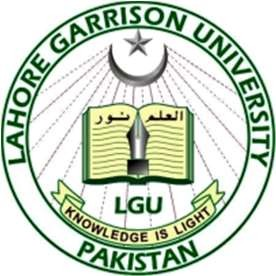 LAHORE GARRISON UNIVERSITY
العلم نور
LGU
KNOWLEDGE IS LIGHT
PAKISTAN